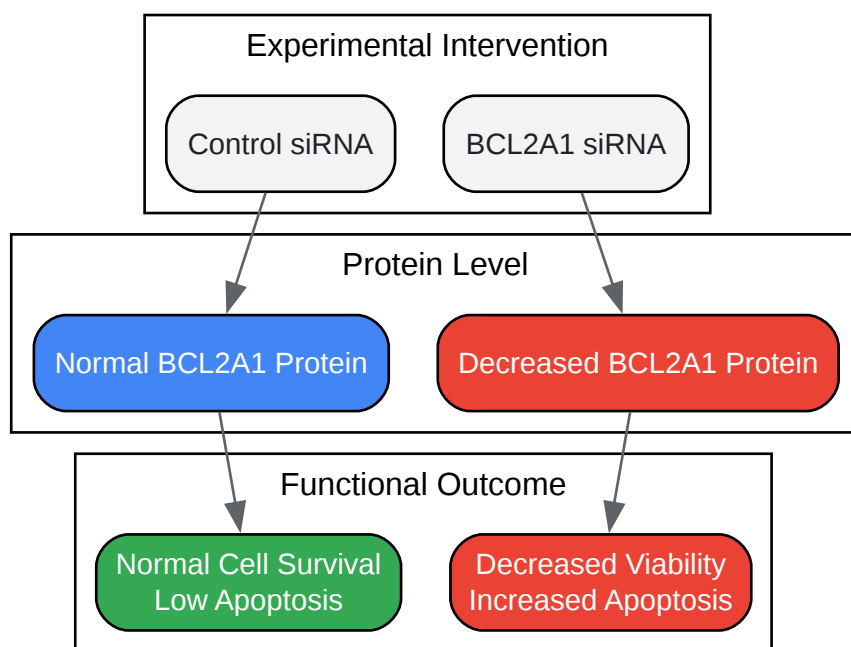 Experimental Intervention
Control siRNA
BCL2A1 siRNA
Protein Level
Normal BCL2A1 Protein
Decreased BCL2A1 Protein
Functional Outcome
Normal Cell Survival
Low Apoptosis
Decreased Viability
Increased Apoptosis